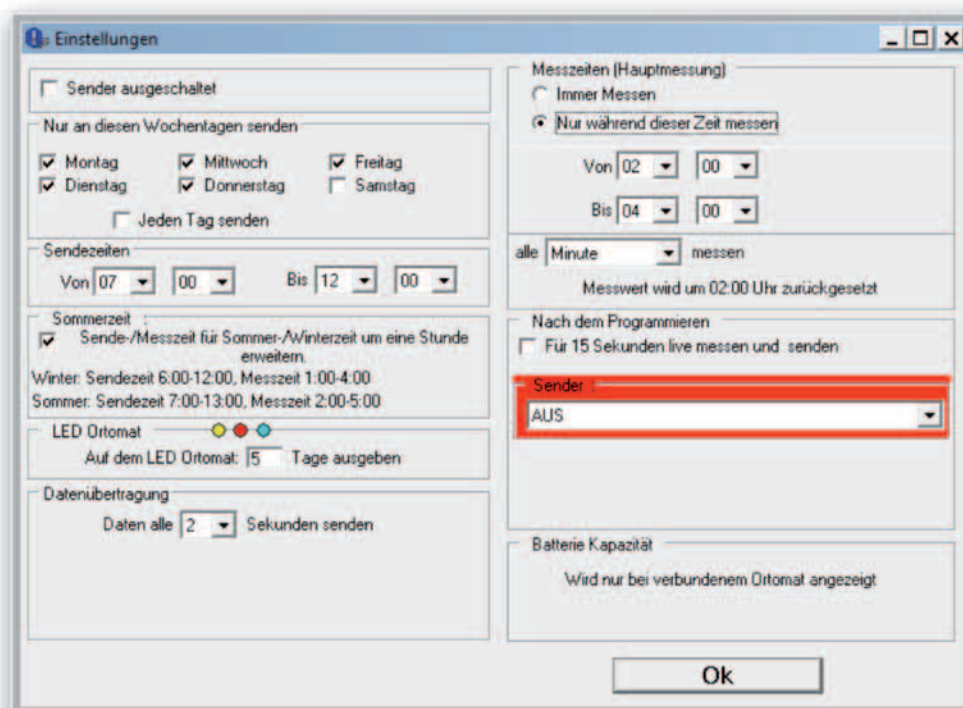 Einstellungen
Sender ausgeschaltet
Nur an diesen Wochentagen senden
Montag Mittwoch Freitag
Dienstag Donnerstag Samstag
Jeden Tag senden
Sendezeiten
Von 07 00 Bis 12 00
Sommerzeit :
Sende-/Messzeit für Sommer-/Winterzeit um eine Stunde
erweitern.
Winter: Sendezeit 6:00-12:00, Messzeit 1:00-4:00
Sommer: Sendezeit 7:00-13:00, Messzeit 2:00-5:00
LED Ortomat
Auf dem LED Ortomat: 5 Tage ausgeben
Datenübertragung
Daten alle 2 Sekunden senden
Messzeiten (Hauptmessung)
Immer Messen
Nur während dieser Zeit messen
Von 02 00
Bis 04 00
alle Minute messen
Messwert wird um 02:00 Uhr zurückgesetzt
Nach dem Programmieren
Für 15 Sekunden live messen und senden
Sender :
AUS
Batterie Kapazität
Wird nur bei verbundenem Ortomat angezeigt
Ok